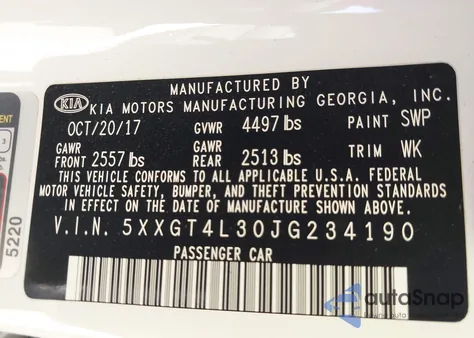 MANUFACTURED BY
KIA KIA MOTORS MANUFACTURING GEORGIA, INC.
OCT/20/17 GVWR 4497 lbs PAINT SWP
GAWR GAWR
FRONT 2557 lbs REAR 2513 lbs TRIM WK
THIS VEHICLE CONFORMS TO ALL APPLICABLE U.S.A. FEDERAL
MOTOR VEHICLE SAFETY, BUMPER, AND THEFT PREVENTION STANDARDS
IN EFFECT ON THE DATE OF MANUFACTURE SHOWN ABOVE.
V.I.N. 5XXGT4L30JG234190
PASSENGER CAR
5220
autoSnap